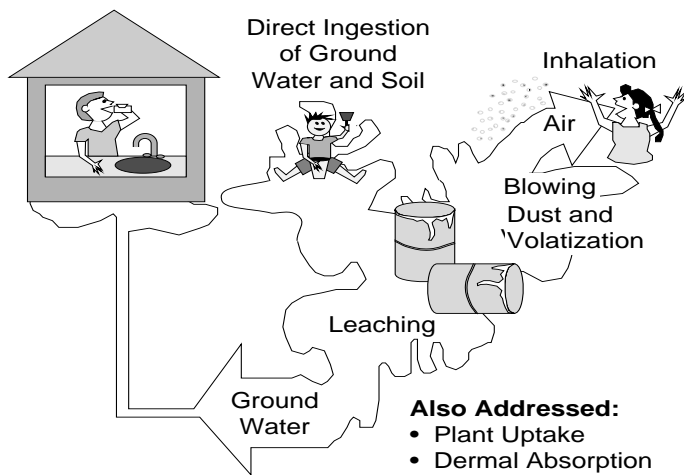 Direct Ingestion
of Ground
Water and Soil
Inhalation
Air
Blowing
Dust and
Volatization
Leaching
Ground
Water
Also Addressed:
• Plant Uptake
• Dermal Absorption